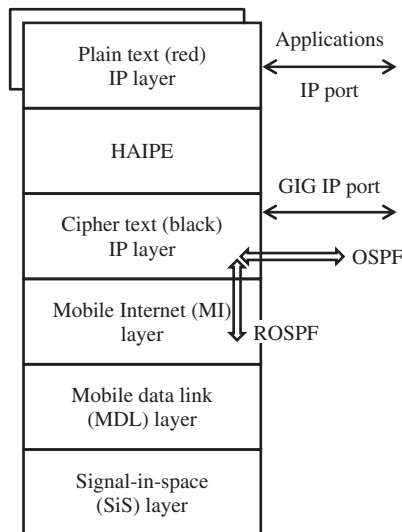 Plain text (red)
IP layer
Applications
IP port
HAIPE
GIG IP port
Cipher text (black)
IP layer
OSPF
Mobile Internet (MI)
layer
ROSPF
Mobile data link
(MDL) layer
Signal-in-space
(SiS) layer